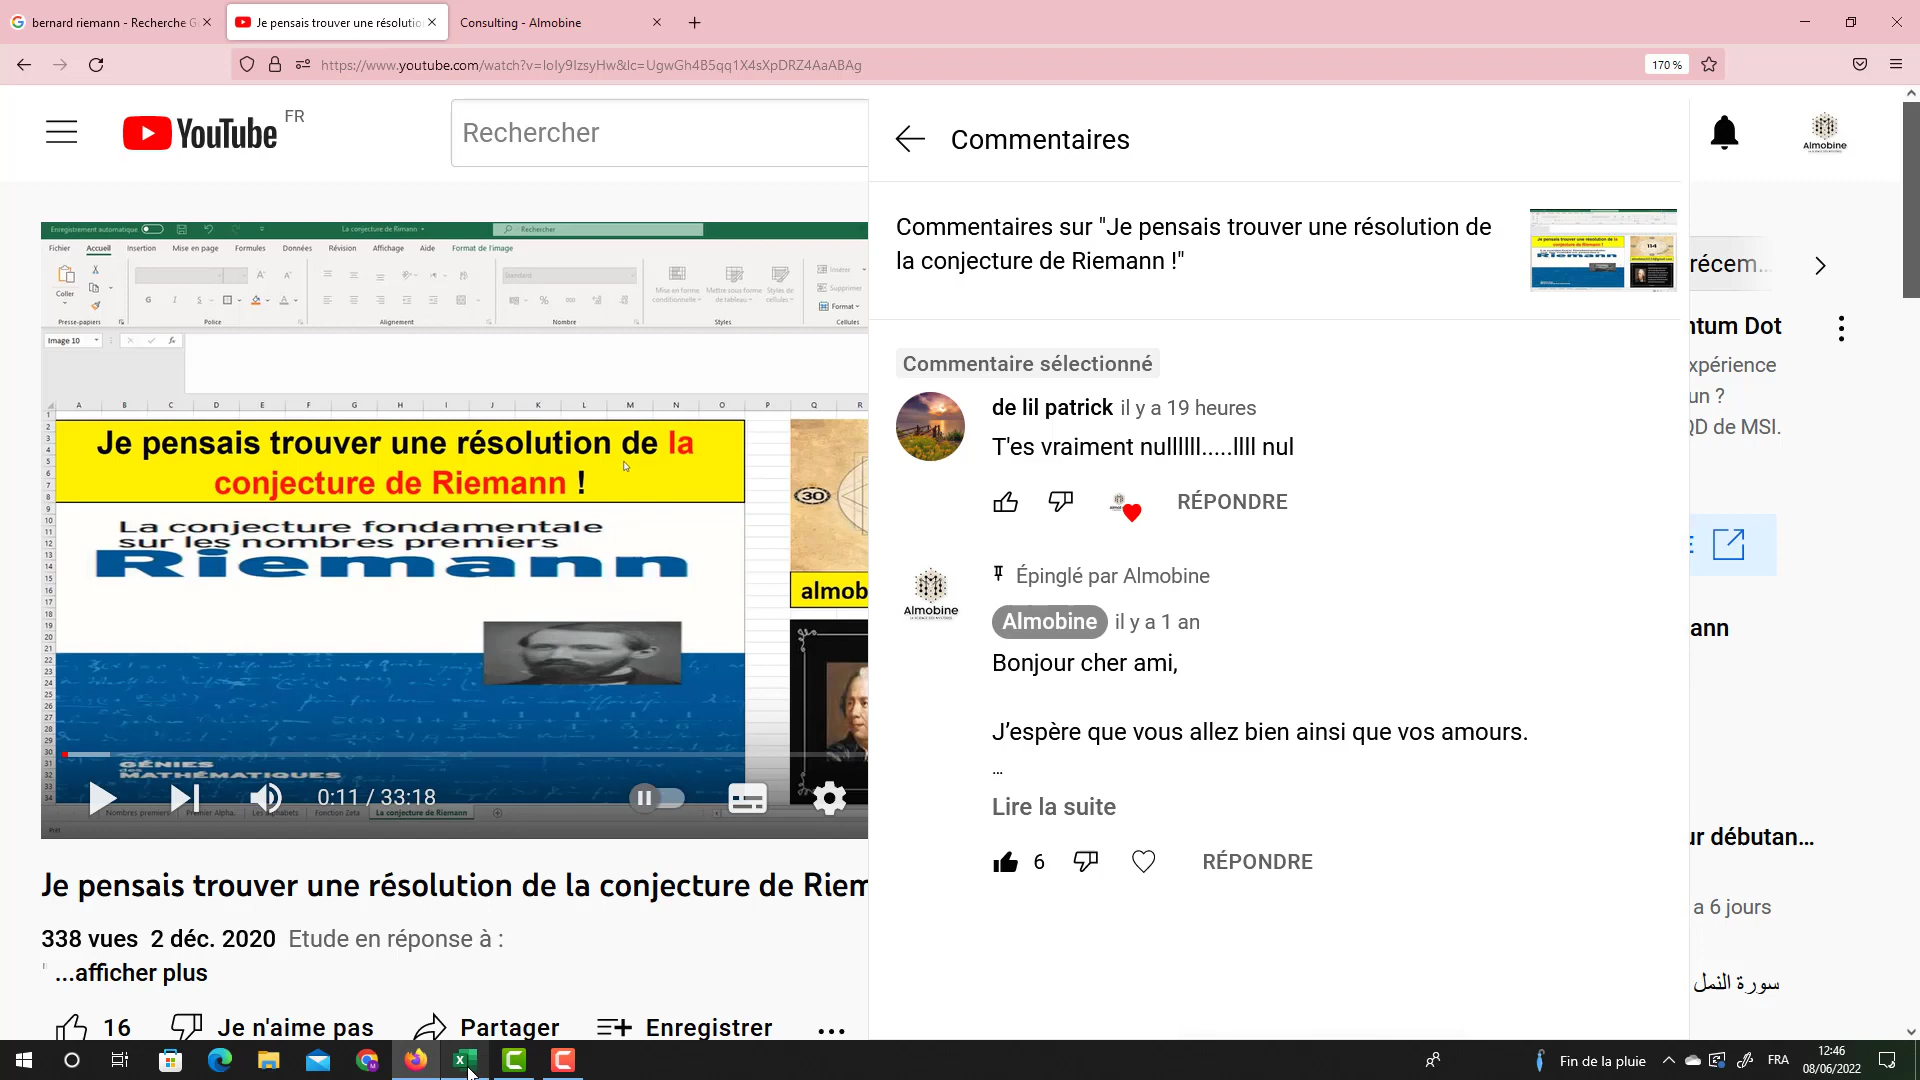 bernard riemann - Recherche G
Je pensais trouver une résolutio
Consulting - Almobine
https://www.youtube.com/watch?v=IoIy9IzsyHw&lc=UgwGh4B5qq1X4sXpDRZ4AaABAg
170 %
YouTube FR
Rechercher
Commentaires
Almobine
Commentaires sur "Je pensais trouver une résolution de
la conjecture de Riemann !"
Commentaire sélectionné
de lil patrick il y a 19 heures
T'es vraiment nullllll.....llll nul
RÉPONDRE
Épinglé par Almobine
Almobine
Almobine il y a 1 an
Bonjour cher ami,
J'espère que vous allez bien ainsi que vos amours.
...
Lire la suite
6
RÉPONDRE
récem...
ntum Dot
xpérience
un ?
QD de MSI.
E
ann
ur débutan...
a 6 jours
سورة النمل
Enregistrement automatique
La conjecture de Rimann
Rechercher
Fichier Accueil Insertion Mise en page Formules Données Révision Affichage Aide Format de l'image
Coller
Standard
Mise en forme conditionnelle
Mettre sous forme de tableau
Styles de cellules
Insérer
Supprimer
Format
Presse-papiers Police Alignement Nombre Styles Cellules
Image 10
A B C D E F G H I J K L M N O P Q R
Je pensais trouver une résolution de la
conjecture de Riemann !
La conjecture fondamentale
sur les nombres premiers
Riemann
30
almob
GÉNIES
DES
MATHÉMATIQUES
0:11 / 33:18
Nombres premiers Premier Alpha. Les alphabets Fonction Zeta La conjecture de Riemann
Je pensais trouver une résolution de la conjecture de Riem
338 vues 2 déc. 2020 Etude en réponse à :
...afficher plus
16 Je n'aime pas Partager Enregistrer ...
Fin de la pluie
FRA
12:46
08/06/2022